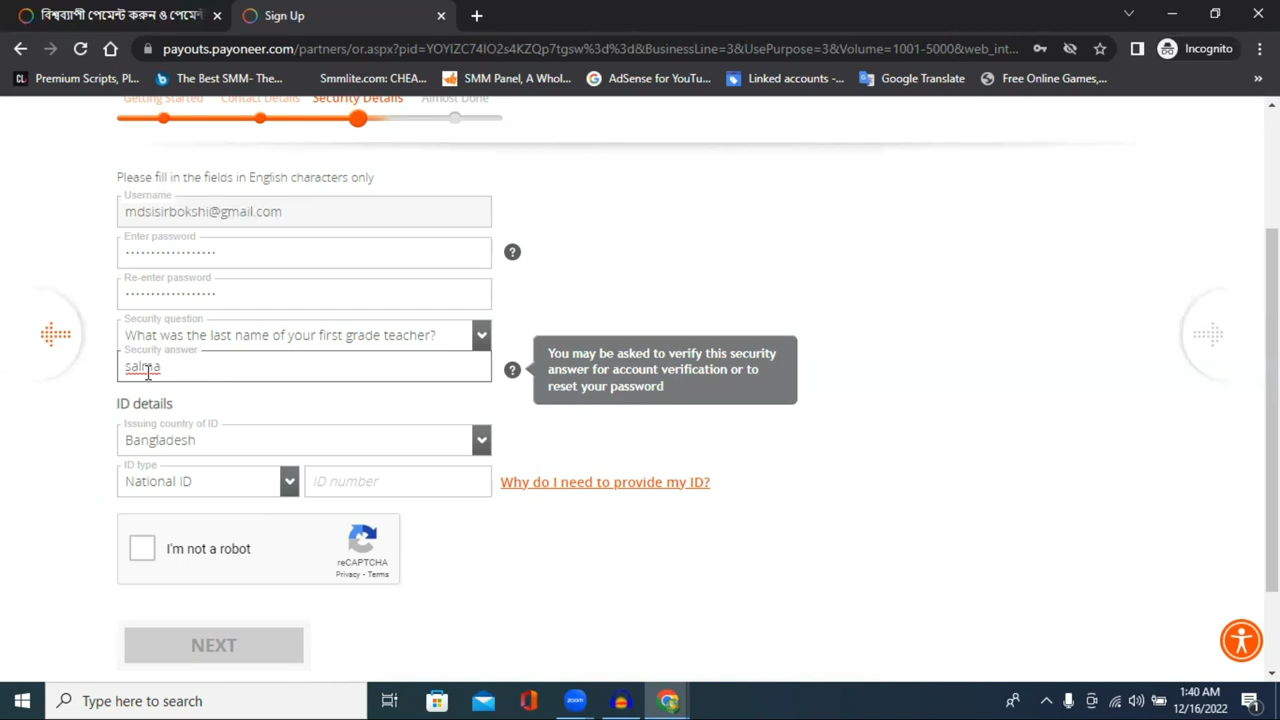 বিশ্বব্যাপী পেমেন্ট করুন ও পেমেন্ট
Sign Up
payouts.payoneer.com/partners/or.aspx?pid=YOYIZC74IO2s4KZQp7tgsw%3d%3d&BusinessLine=3&UsePurpose=3&Volume=1001-5000&web_int...
Incognito
Premium Scripts, Pl...
The Best SMM- The...
Smmlite.com: CHEA...
SMM Panel, A Whol...
AdSense for YouTu...
Linked accounts -...
Google Translate
Free Online Games,...
»
Getting Started
Contact Details
Security Details
Almost Done
Please fill in the fields in English characters only
Username
mdsisirbokshi@gmail.com
Enter password
Re-enter password
Security question
What was the last name of your first grade teacher?
Security answer
salma
You may be asked to verify this security
answer for account verification or to
reset your password
ID details
Issuing country of ID
Bangladesh
ID type
National ID
ID number
Why do I need to provide my ID?
I'm not a robot
reCAPTCHA
Privacy - Terms
NEXT
Type here to search
zoom
1:40 AM
12/16/2022
1